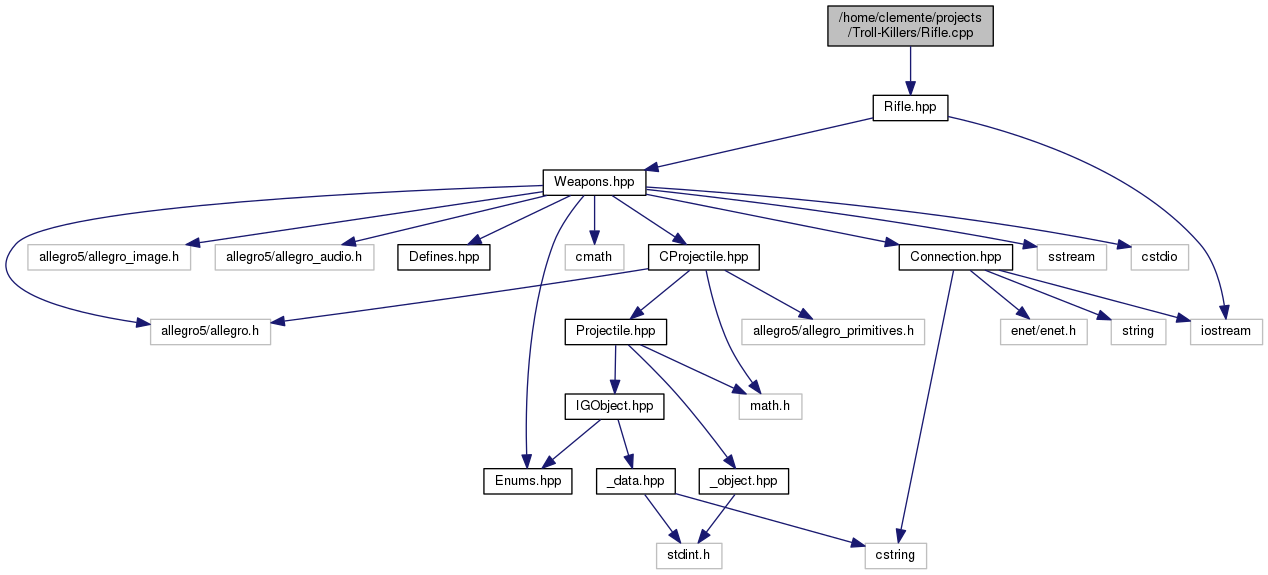 /home/clemente/projects
/Troll-Killers/Rifle.cpp
Rifle.hpp
Weapons.hpp
allegro5/allegro_image.h
allegro5/allegro_audio.h
Defines.hpp
cmath
CProjectile.hpp
Connection.hpp
sstream
cstdio
allegro5/allegro.h
Projectile.hpp
allegro5/allegro_primitives.h
enet/enet.h
string
iostream
IGObject.hpp
math.h
Enums.hpp
_data.hpp
_object.hpp
stdint.h
cstring